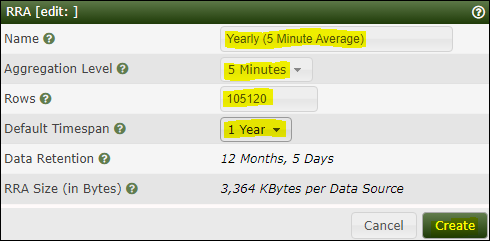 RRA [edit: ]
Name Yearly (5 Minute Average)
Aggregation Level 5 Minutes
Rows 105120
Default Timespan 1 Year
Data Retention 12 Months, 5 Days
RRA Size (in Bytes) 3,364 KBytes per Data Source
Cancel Create